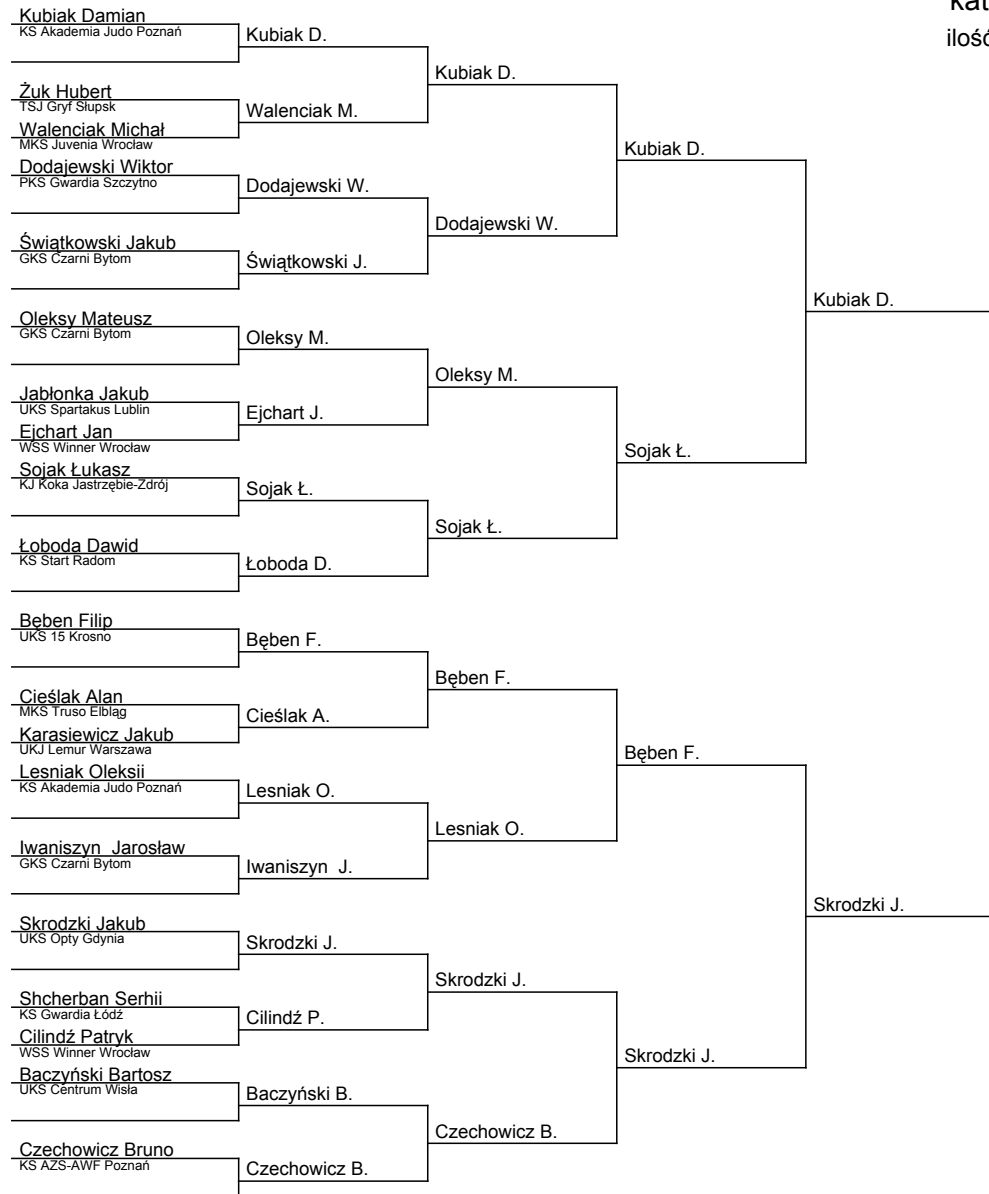 Kubiak Damian
KS Akademia Judo Poznań
Żuk Hubert
TSJ Gryf Słupsk
Walenciak Michał
MKS Juvenia Wrocław
Dodajewski Wiktor
PKS Gwardia Szczytno
Świątkowski Jakub
GKS Czarni Bytom
Oleksy Mateusz
GKS Czarni Bytom
Jabłonka Jakub
UKS Spartakus Lublin
Ejchart Jan
WSS Winner Wrocław
Sojak Łukasz
KJ Koka Jastrzębie-Zdrój
Łoboda Dawid
KS Start Radom
Bęben Filip
UKS 15 Krosno
Cieślak Alan
MKS Truso Elbląg
Karasiewicz Jakub
UKJ Lemur Warszawa
Lesniak Oleksii
KS Akademia Judo Poznań
Iwaniszyn Jarosław
GKS Czarni Bytom
Skrodzki Jakub
UKS Opty Gdynia
Shcherban Serhii
KS Gwardia Łódź
Cilindź Patryk
WSS Winner Wrocław
Baczyński Bartosz
UKS Centrum Wisła
Czechowicz Bruno
KS AZS-AWF Poznań
Kubiak D.
Walenciak M.
Dodajewski W.
Świątkowski J.
Oleksy M.
Ejchart J.
Sojak Ł.
Łoboda D.
Bęben F.
Cieślak A.
Lesniak O.
Iwaniszyn J.
Skrodzki J.
Cilindź P.
Baczyński B.
Czechowicz B.
Kubiak D.
Dodajewski W.
Oleksy M.
Sojak Ł.
Bęben F.
Lesniak O.
Skrodzki J.
Czechowicz B.
Kubiak D.
Sojak Ł.
Bęben F.
Skrodzki J.
Kubiak D.
Skrodzki J.